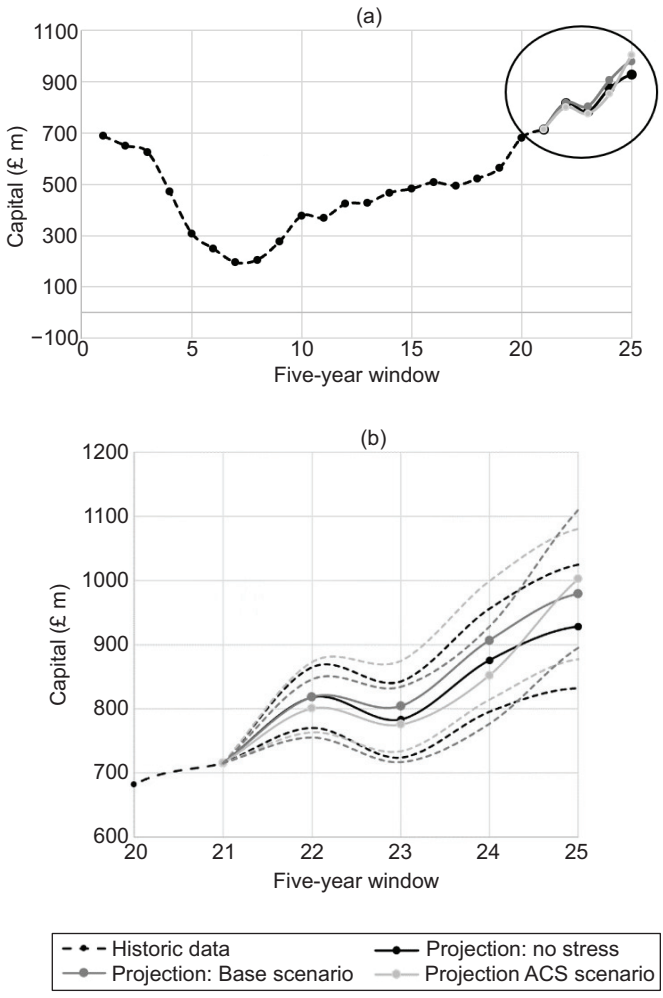 (a)
1100
900
700
500
300
100
−100
Capital (£ m)
0 5 10 15 20 25
Five-year window
(b)
1200
1100
1000
900
800
700
600
Capital (£ m)
20 21 22 23 24 25
Five-year window
Historic data Projection: no stress
Projection: Base scenario Projection ACS scenario